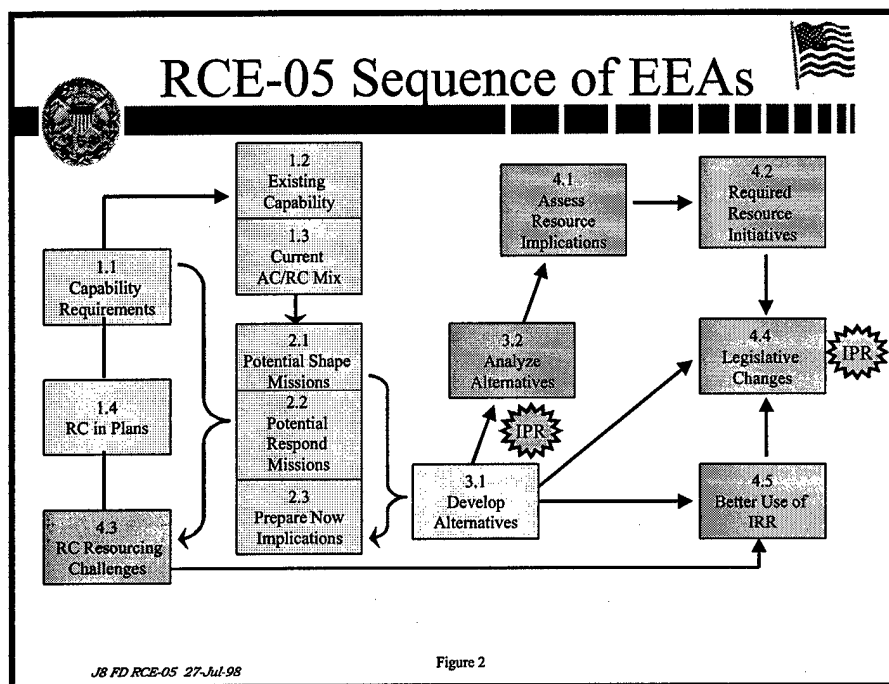 RCE-05 Sequence of EEAs
1.2
Existing
Capability
1.3
Current
AC/RC Mix
1.1
Capability
Requirements
1.4
RC in Plans
4.3
RC Resourcing
Challenges
2.1
Potential Shape
Missions
2.2
Potential
Respond
Missions
2.3
Prepare Now
Implications
3.1
Develop
Alternatives
IPR
3.2
Analyze
Alternatives
4.1
Assess
Resource
Implications
4.2
Required
Resource
Initiatives
4.4
Legislative
Changes
IPR
4.5
Better Use of
IRR
J8 FD RCE-05 27-Jul-98
Figure 2